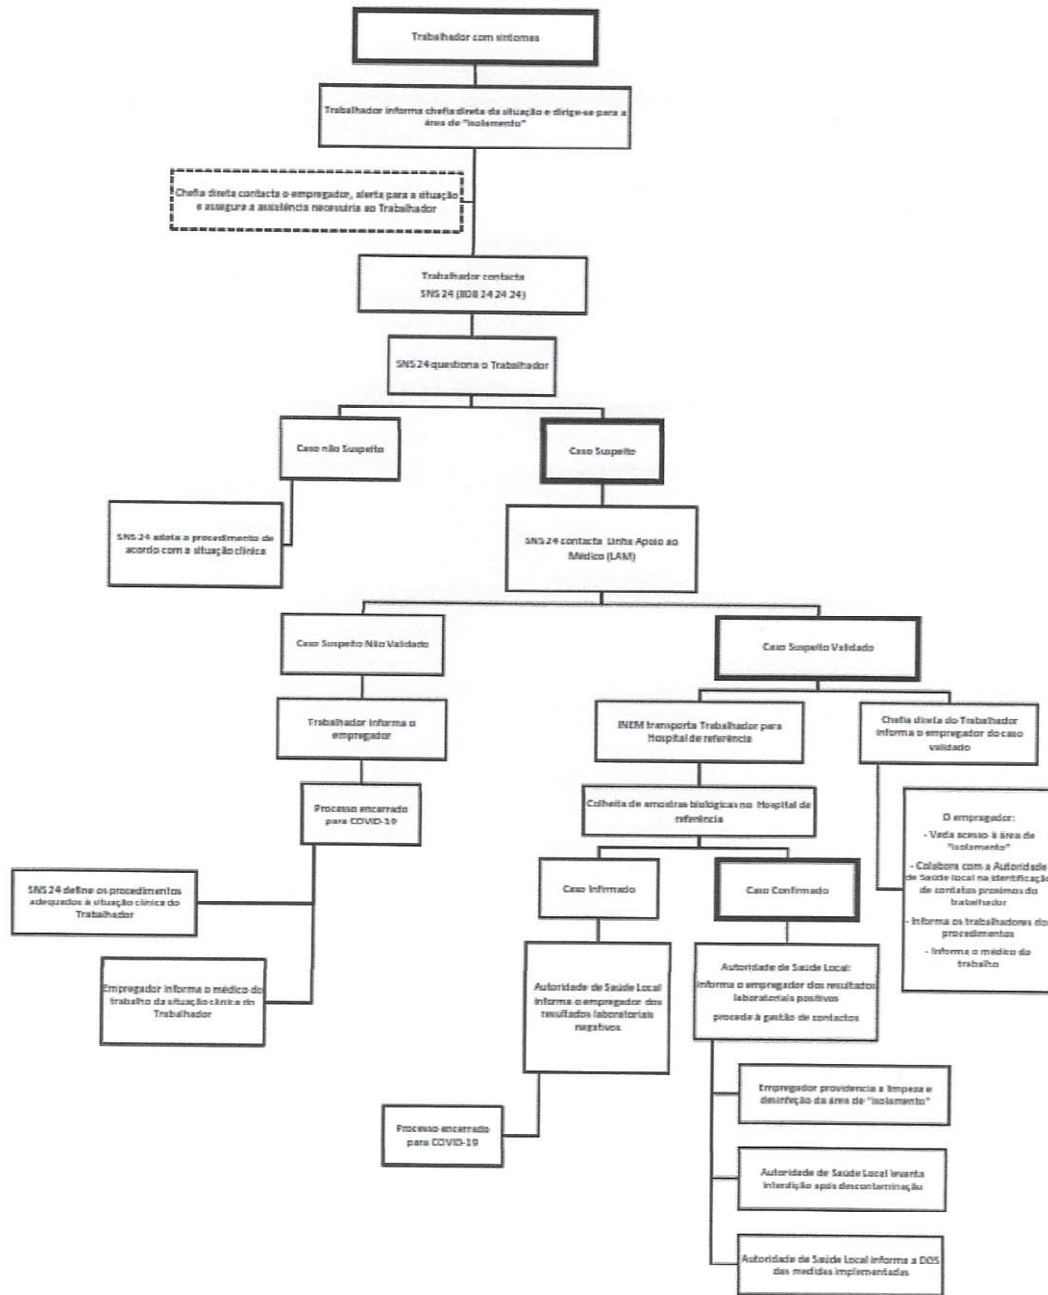 Trabalhador com sintomas
Trabalhador informa chefia direta da situação e dirige-se para a
área de "isolamento"
Chefia direta contacta o empregador, alerta para a situação
e assegura a assistência necessária ao Trabalhador
Trabalhador contacta
SNS 24 (808 24 24 24)
SNS 24 questiona o Trabalhador
Caso não Suspeito
Caso Suspeito
SNS 24 adota o procedimento de
acordo com a situação clínica
SNS 24 contacta Linha Apoio ao
Médico (LAM)
Caso Suspeito Não Validado
Caso Suspeito Validado
Trabalhador informa o
empregador
INEM transporta Trabalhador para
Hospital de referência
Chefia direta do Trabalhador
informa o empregador do caso
validado
Processo encerrado
para COVID-19
Colheita de amostras biológicas no Hospital de
referência
O empregador:
- Veda acesso à área de
"isolamento"
- Colabora com a Autoridade
de Saúde local na identificação
de contatos proximos do
trabalhador
- Informa os trabalhadores dos
procedimentos
- Informa o médico do
trabalho
SNS 24 define os procedimentos
adequados à situação clínica do
Trabalhador
Caso Infirmado
Caso Confirmado
Empregador informa o médico do
trabalho da situação clínica do
Trabalhador
Autoridade de Saúde Local
informa o empregador dos
resultados laboratoriais
negativos
Autoridade de Saúde Local:
informa o empregador dos resultados
laboratoriais positivos
procede à gestão de contactos
Processo encerrado
para COVID-19
Empregador providencia a limpeza e
desinfeção da área de "isolamento"
Autoridade de Saúde Local levanta
interdição após descontaminação
Autoridade de Saúde Local informa a DGS
das medidas implementadas